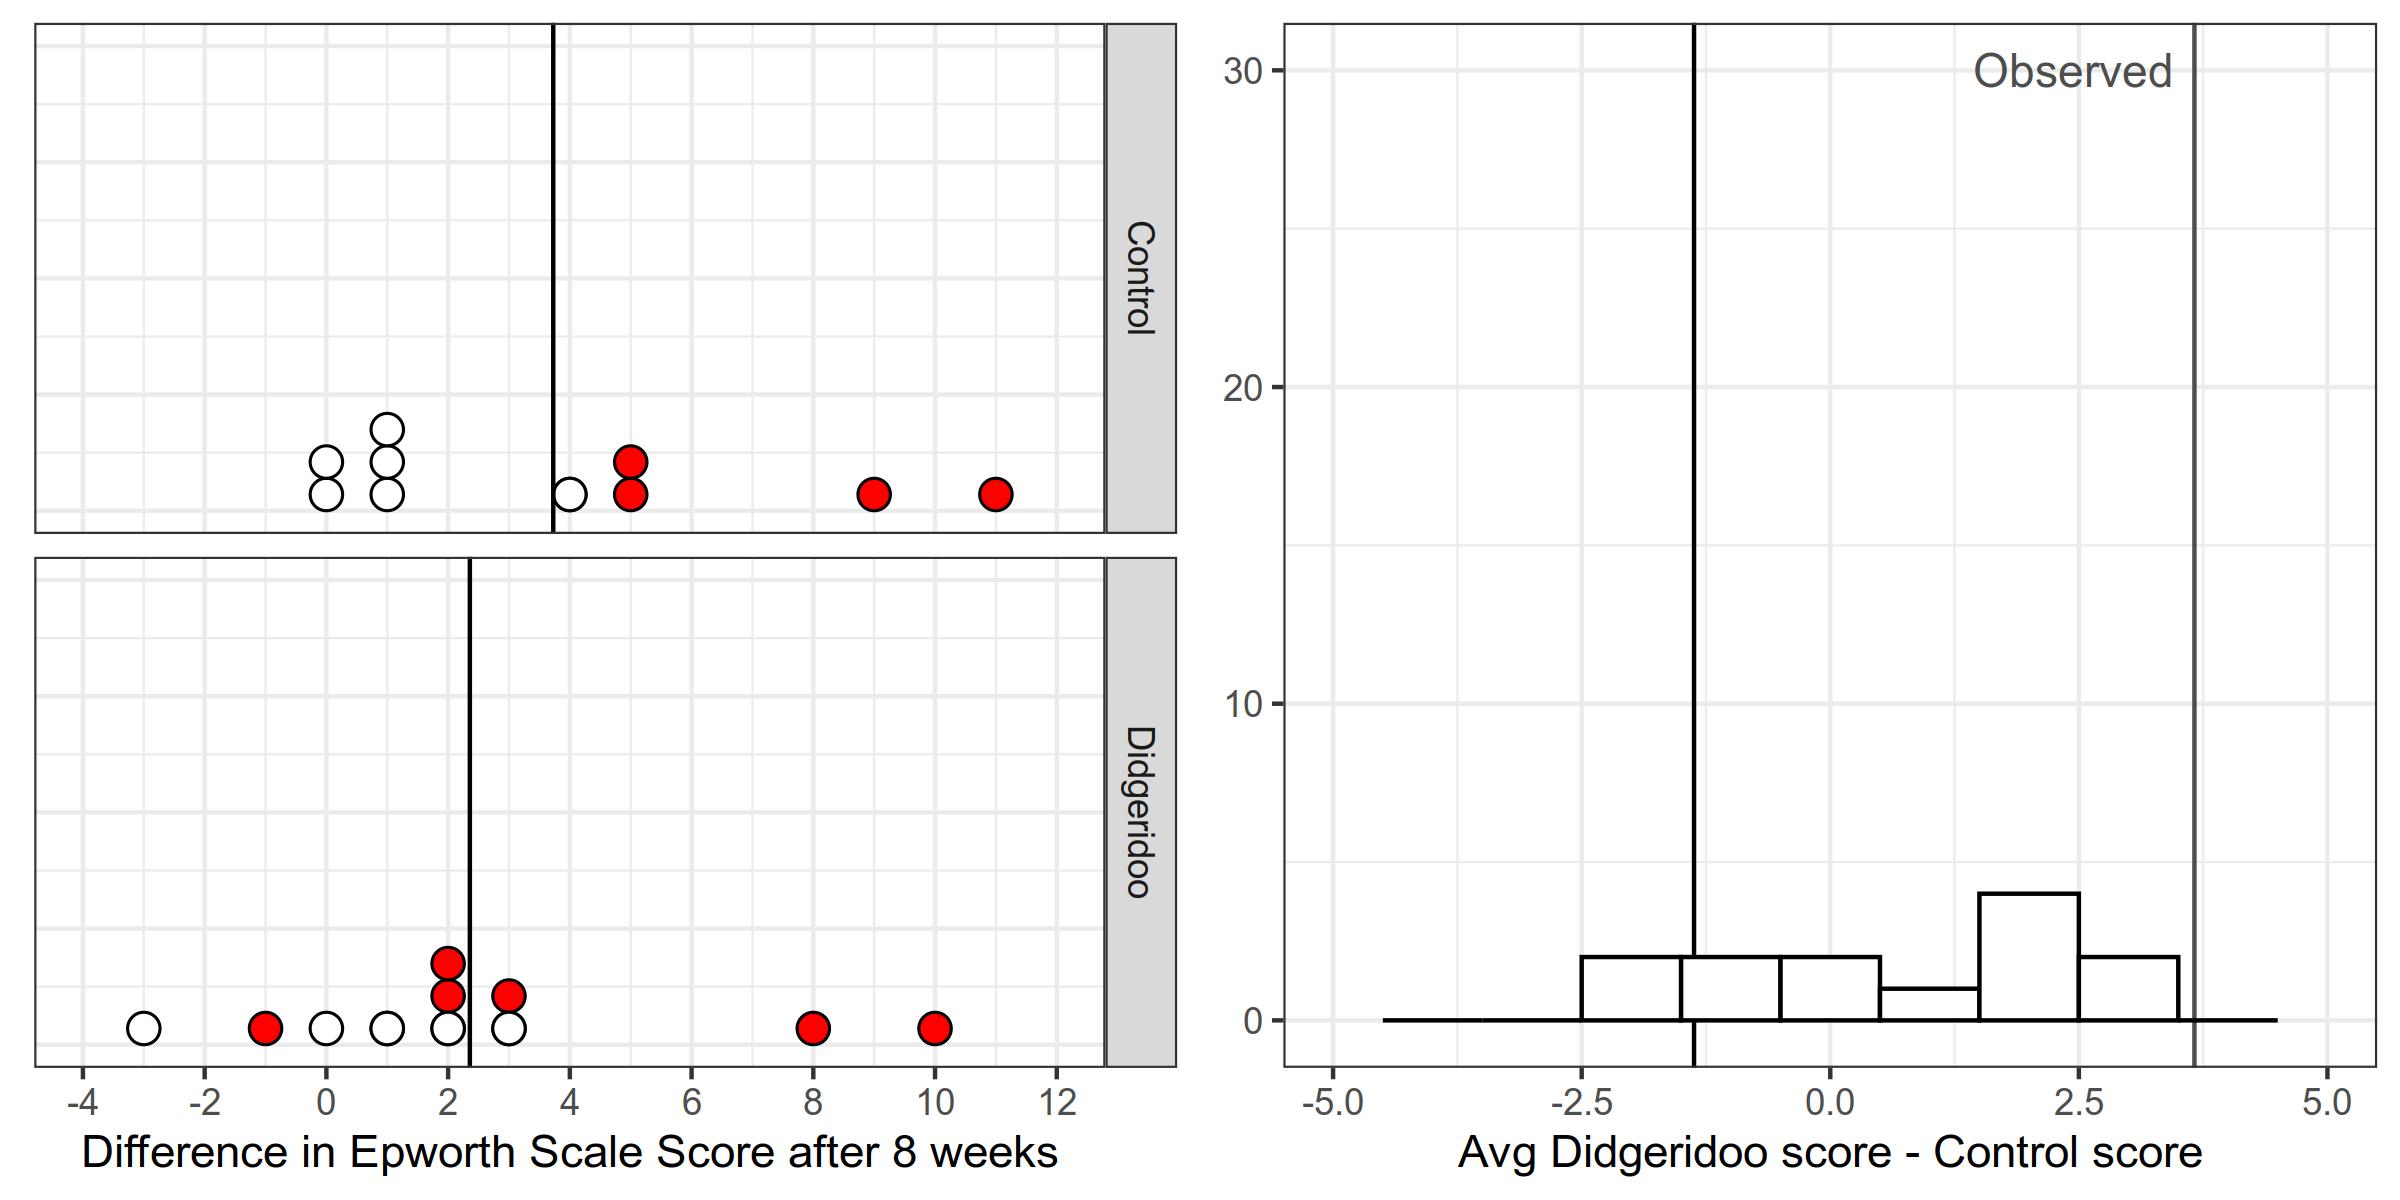 Control
Didgeridoo
-4 -2 0 2 4 6 8 10 12
Difference in Epworth Scale Score after 8 weeks
Observed
30
20
10
0
-5.0 -2.5 0.0 2.5 5.0
Avg Didgeridoo score - Control score